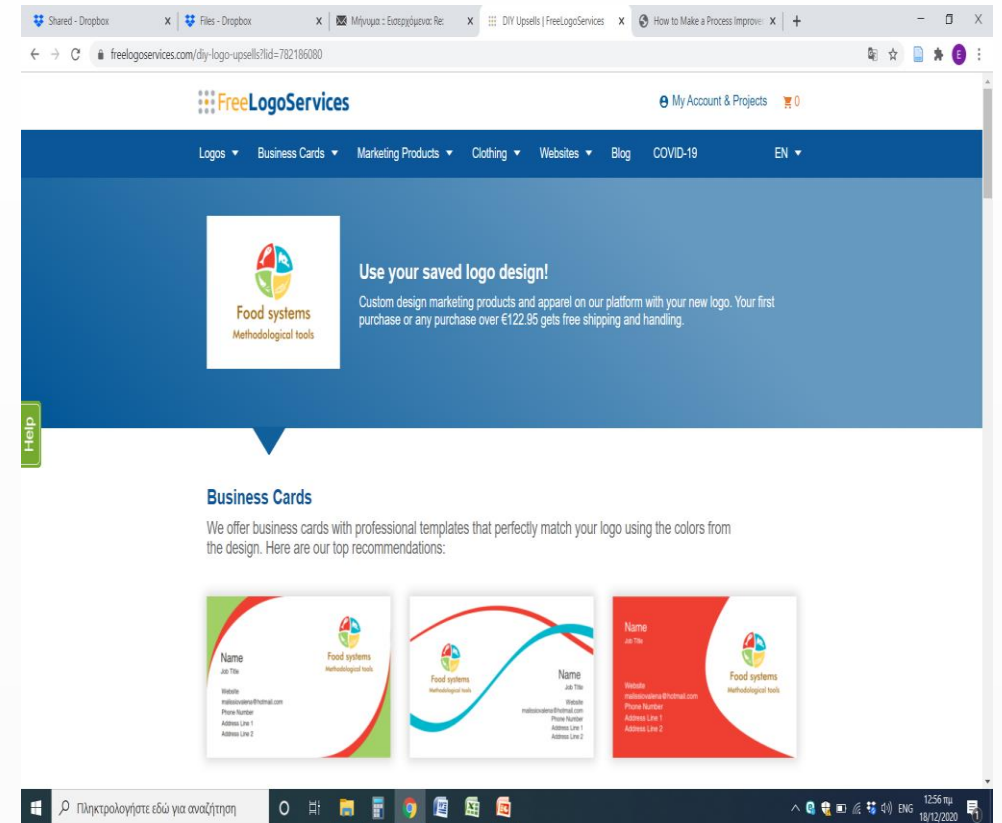 Shared - Dropbox
Files - Dropbox
Μήνυμα :: Εισερχόμενα: Re:
DIY Upsells | FreeLogoServices
How to Make a Process Improve
freelogoservices.com/diy-logo-upsells?lid=782186080
E
FreeLogoServices
My Account & Projects
0
Logos
Business Cards
Marketing Products
Clothing
Websites
Blog
COVID-19
EN
Food systems
Methodological tools
Use your saved logo design!
Custom design marketing products and apparel on our platform with your new logo. Your first
purchase or any purchase over €122.95 gets free shipping and handling.
Help
Business Cards
We offer business cards with professional templates that perfectly match your logo using the colors from
the design. Here are our top recommendations:
Food systems
Methodological tools
Name
Job Title
Website
Phone Number
Address Line 1
Address Line 2
Food systems
Methodological tools
Name
Job Title
Website
Phone Number
Address Line 1
Address Line 2
Name
Job Title
Food systems
Methodological tools
Website
Phone Number
Address Line 1
Address Line 2
Πληκτρολογήστε εδώ για αναζήτηση
ENG
12:56 πμ
18/12/2020